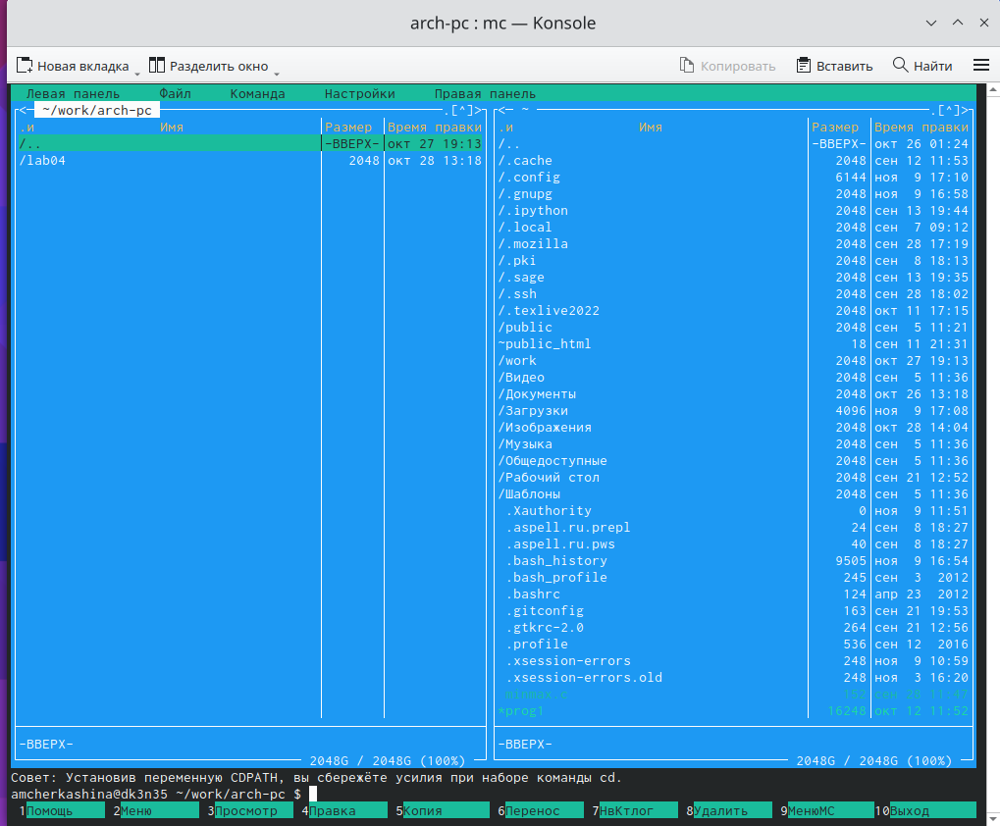 arch-pc : mc — Konsole
Новая вкладка Разделить окно Копировать Вставить Найти
Левая панель Файл Команда Настройки Правая панель
<─ ~/work/arch-pc .[^]> <─ ~ .[^]>
.и Имя Размер Время правки .и Имя Размер Время правки
/.. -ВВЕРХ- окт 27 19:13 /.. -ВВЕРХ- окт 26 01:24
/lab04 2048 окт 28 13:18 /.cache 2048 сен 12 11:53
/.config 6144 ноя 9 17:10
/.gnupg 2048 ноя 9 16:58
/.ipython 2048 сен 13 19:44
/.local 2048 сен 7 09:12
/.mozilla 2048 сен 28 17:19
/.pki 2048 сен 8 18:13
/.sage 2048 сен 13 19:35
/.ssh 2048 сен 28 18:02
/.texlive2022 2048 окт 11 17:15
/public 2048 сен 5 11:21
~public_html 18 сен 11 21:31
/work 2048 окт 27 19:13
/Видео 2048 сен 5 11:36
/Документы 2048 окт 26 13:18
/Загрузки 4096 ноя 9 17:08
/Изображения 2048 окт 28 14:04
/Музыка 2048 сен 5 11:36
/Общедоступные 2048 сен 5 11:36
/Рабочий стол 2048 сен 21 12:52
/Шаблоны 2048 сен 5 11:36
.Xauthority 0 ноя 9 11:51
.aspell.ru.prepl 24 сен 8 18:27
.aspell.ru.pws 40 сен 8 18:27
.bash_history 9505 ноя 9 16:54
.bash_profile 245 сен 3 2012
.bashrc 124 апр 23 2012
.gitconfig 163 сен 21 19:53
.gtkrc-2.0 264 сен 21 12:56
.profile 536 сен 12 2016
.xsession-errors 248 ноя 9 10:59
.xsession-errors.old 248 ноя 3 16:20
minmax.c 152 сен 28 11:47
*prog1 16248 окт 12 11:52
-ВВЕРХ- -ВВЕРХ-
2048G / 2048G (100%) 2048G / 2048G (100%)
Совет: Установив переменную CDPATH, вы сбережёте усилия при наборе команды cd.
amcherkashina@dk3n35 ~/work/arch-pc $
1Помощь 2Меню 3Просмотр 4Правка 5Копия 6Перенос 7НвКтлог 8Удалить 9МенюМС 10Выход